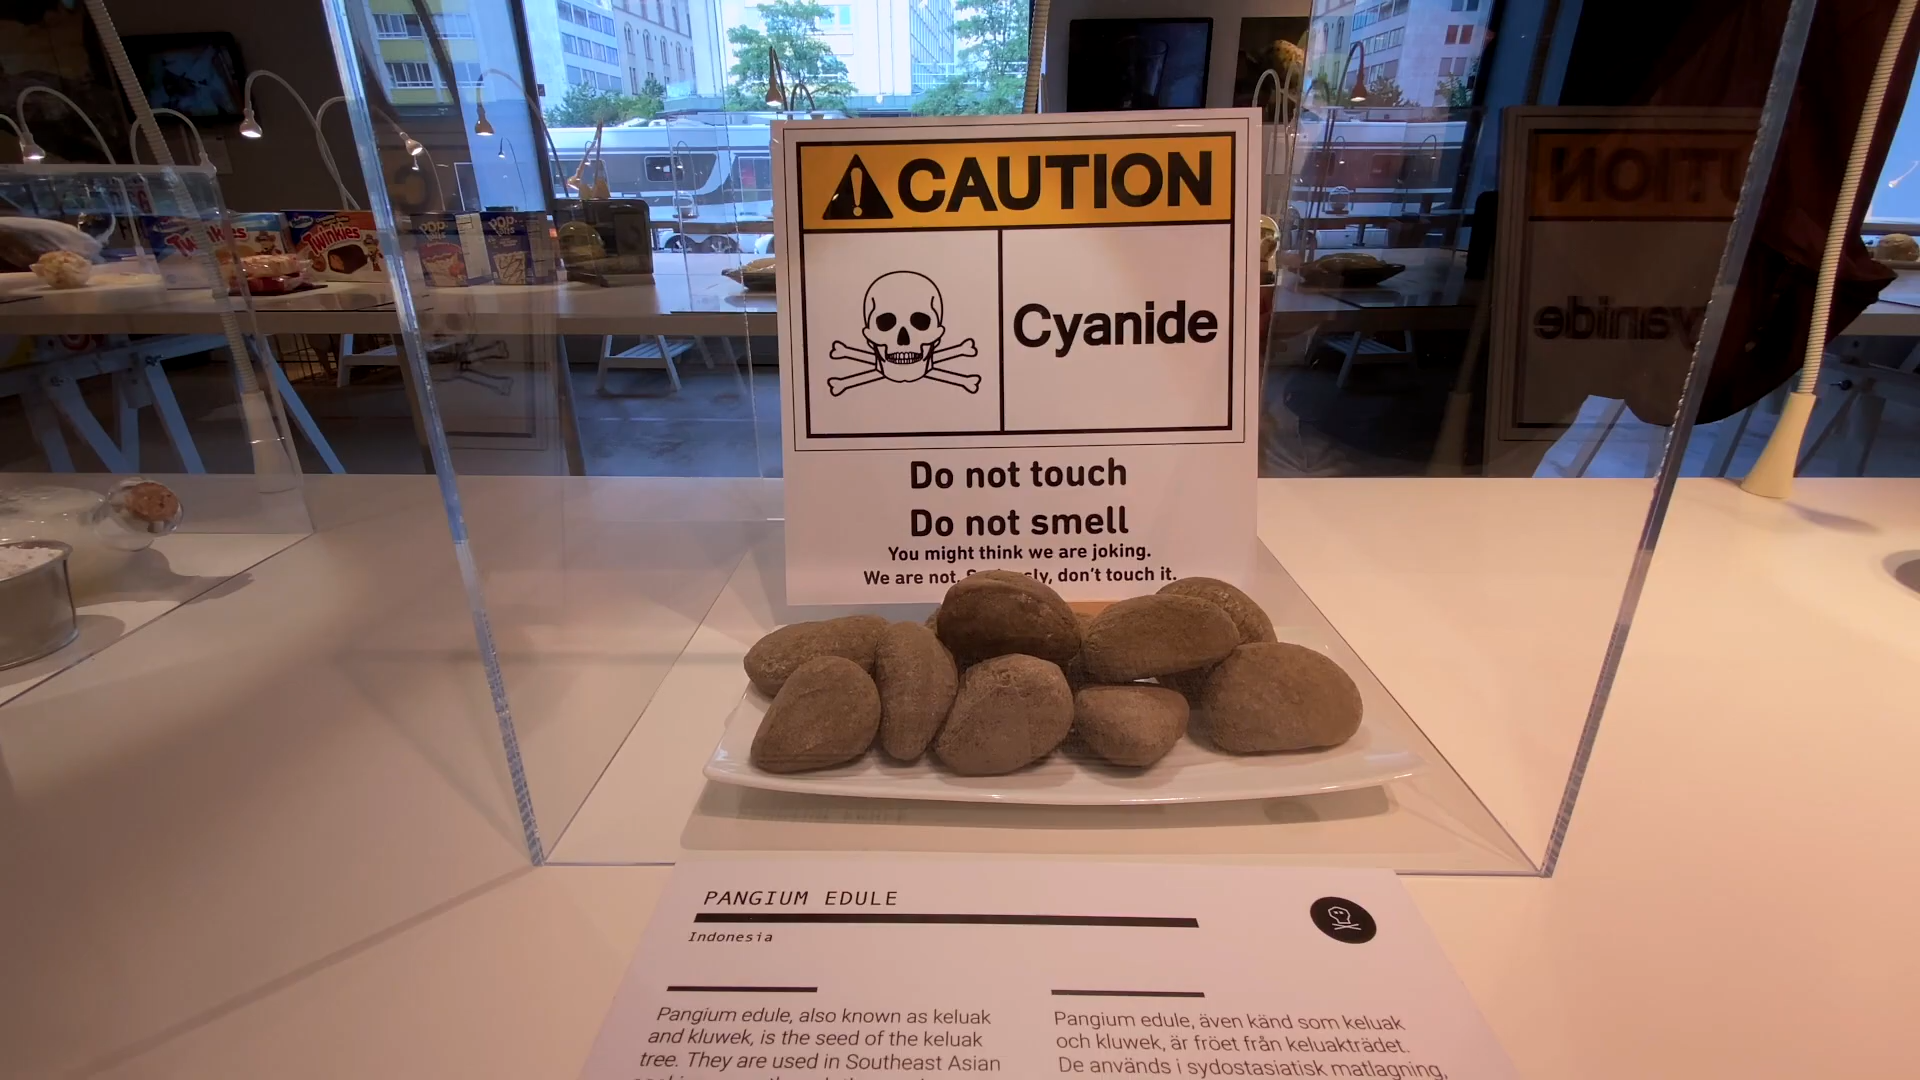 CAUTION
Cyanide
Do not touch
Do not smell
You might think we are joking.
We are not. don't touch it.
PANGIUM EDULE
Indonesia
Pangium edule, also known as keluak
and kluwek, is the seed of the keluak
tree. They are used in Southeast Asian
Pangium edule, även känd som keluak
och kluwek, är fröet från keluakträdet.
De används i sydostasiatisk matlagning,
Twinkies
POP
POP